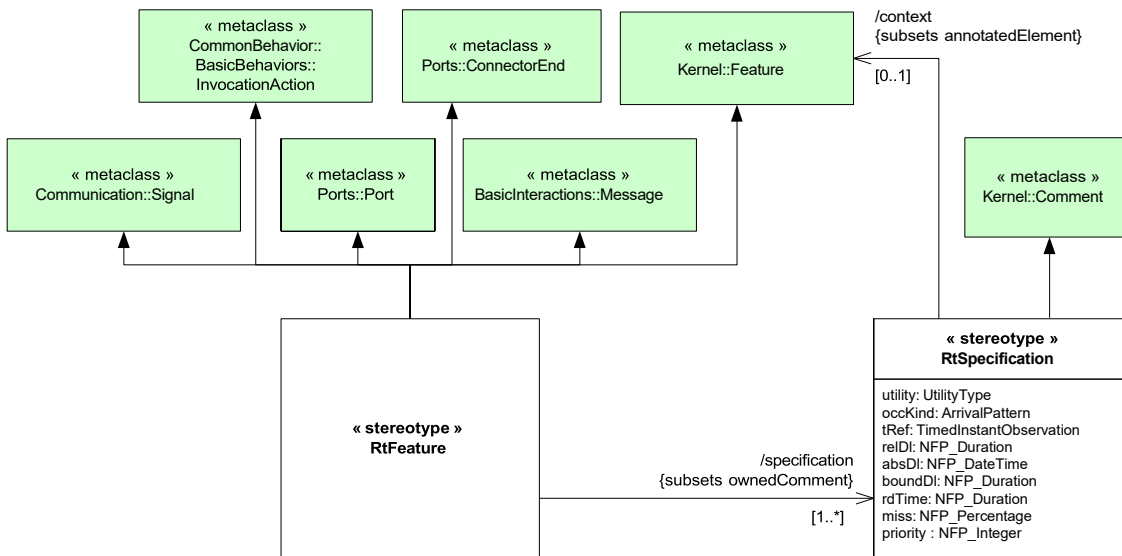 « metaclass »
CommonBehavior::
BasicBehaviors::
InvocationAction
« metaclass »
Ports::ConnectorEnd
« metaclass »
Kernel::Feature
/context
{subsets annotatedElement}
[0..1]
« metaclass »
Communication::Signal
« metaclass »
Ports::Port
« metaclass »
BasicInteractions::Message
« metaclass »
Kernel::Comment
« stereotype »
RtFeature
/specification
{subsets ownedComment}
[1..*]
« stereotype »
RtSpecification
utility: UtilityType
occKind: ArrivalPattern
tRef: TimedInstantObservation
relDl: NFP_Duration
absDl: NFP_DateTime
boundDl: NFP_Duration
rdTime: NFP_Duration
miss: NFP_Percentage
priority : NFP_Integer